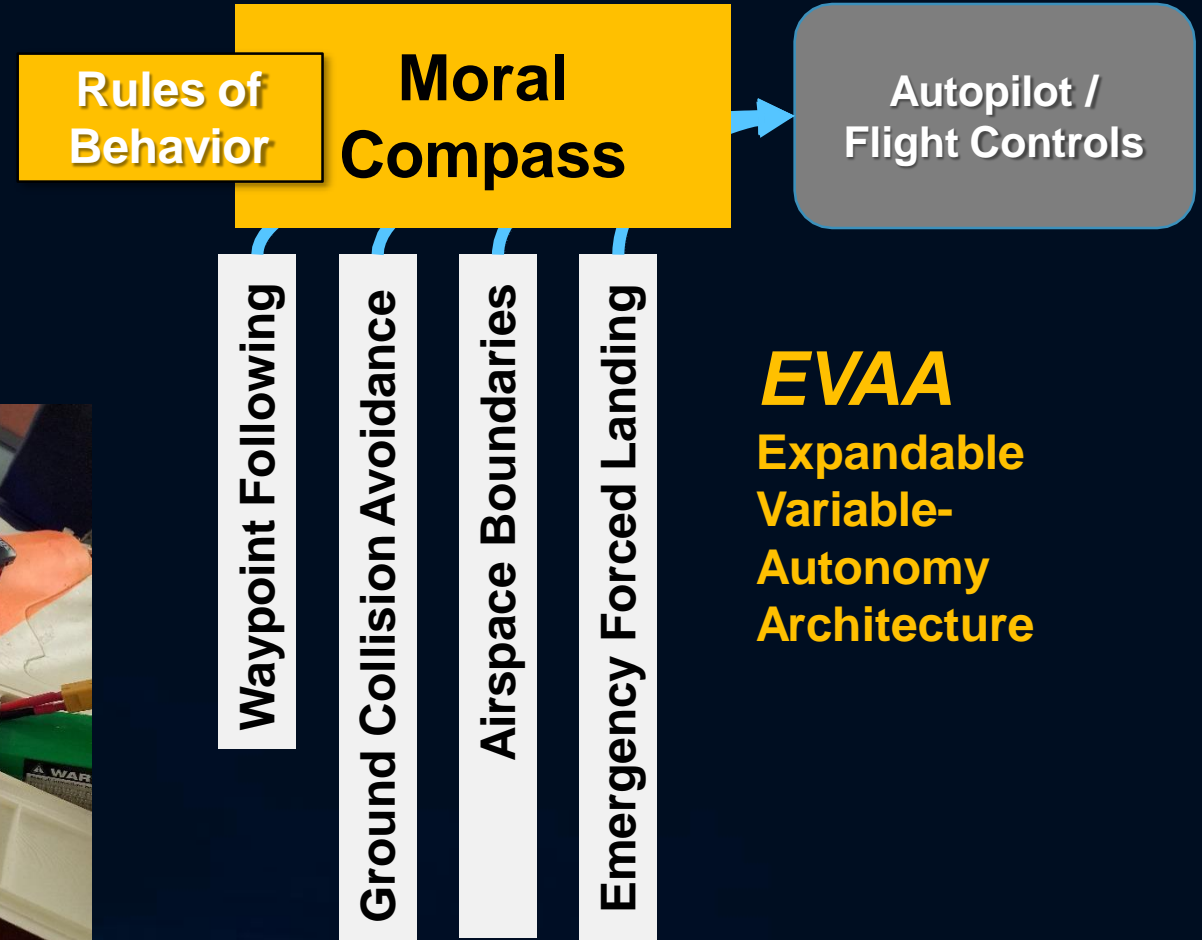 Rules of
Behavior
Moral
Compass
Autopilot /
Flight Controls
Waypoint Following
Ground Collision Avoidance
Airspace Boundaries
Emergency Forced Landing
EVAA
Expandable
Variable-
Autonomy
Architecture